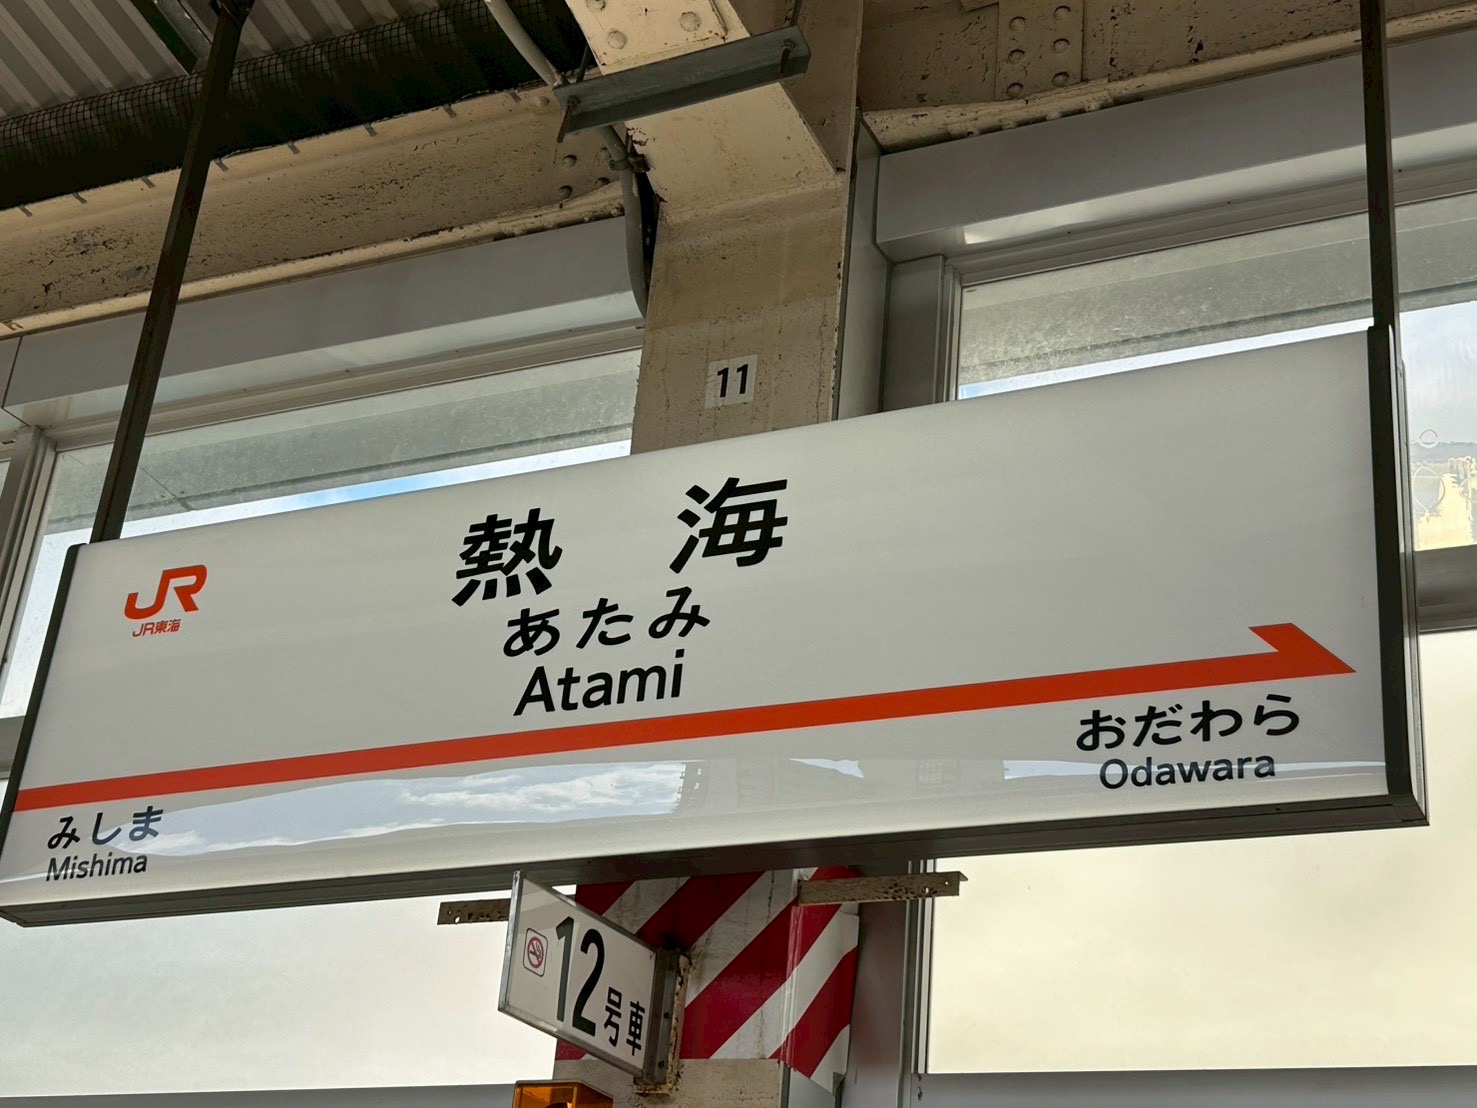 11
JR
JR東海
熱海
あたみ
Atami
みしま
Mishima
おだわら
Odawara
12号車